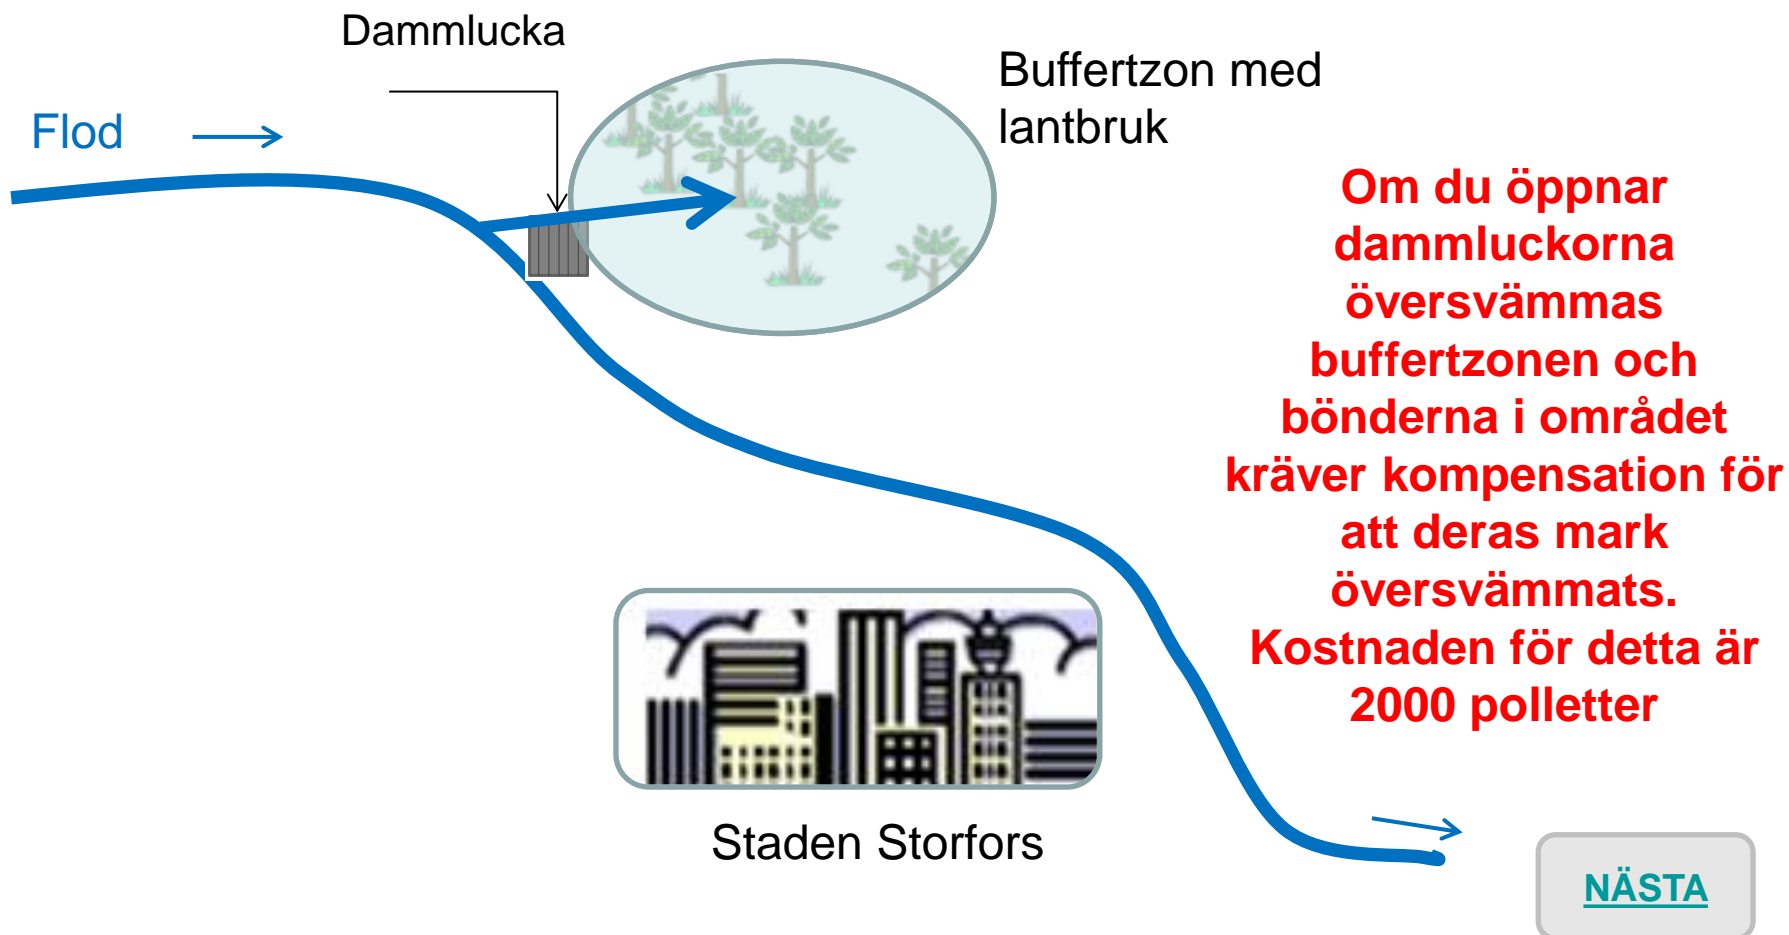 Dammlucka
Buffertzon med
lantbruk
Flod
Om du öppnar
dammluckorna
översvämmas
buffertzonen och
bönderna i området
kräver kompensation för
att deras mark
översvämmats.
Kostnaden för detta är
2000 polletter
Staden Storfors
NÄSTA